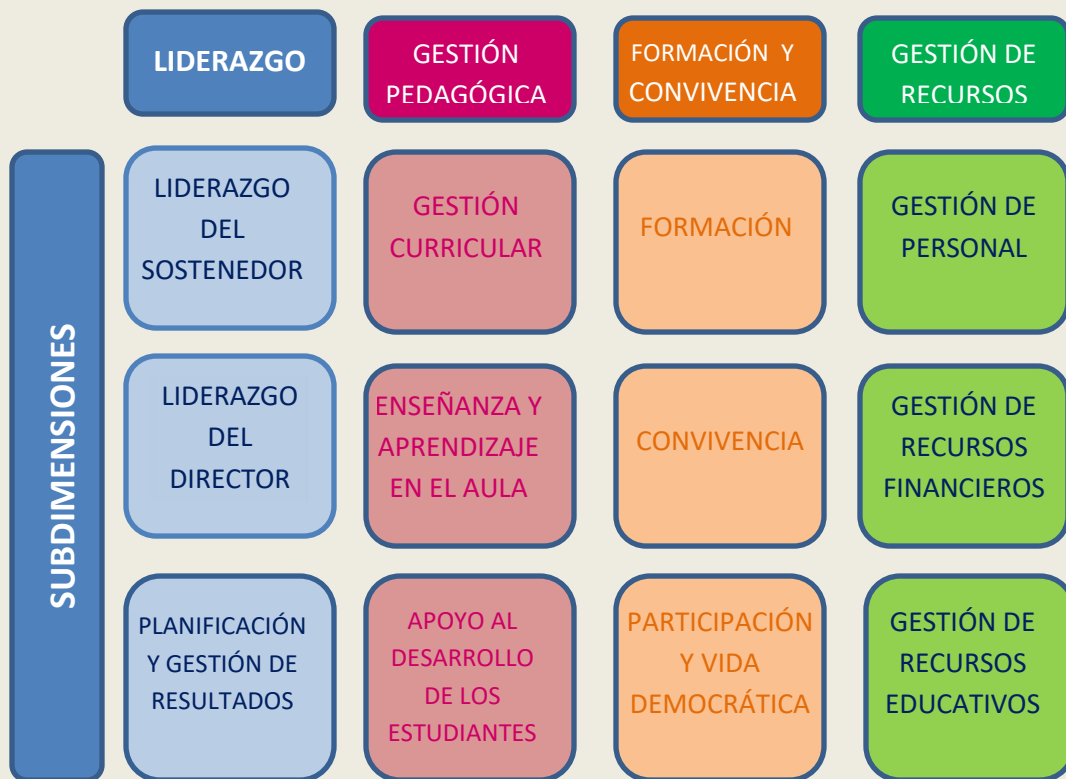 LIDERAZGO
GESTIÓN
PEDAGÓGICA
FORMACIÓN Y
CONVIVENCIA
GESTIÓN DE
RECURSOS
SUBDIMENSIONES
LIDERAZGO
DEL
SOSTENEDOR
GESTIÓN
CURRICULAR
FORMACIÓN
GESTIÓN DE
PERSONAL
LIDERAZGO
DEL
DIRECTOR
ENSEÑANZA Y
APRENDIZAJE
EN EL AULA
CONVIVENCIA
GESTIÓN DE
RECURSOS
FINANCIEROS
PLANIFICACIÓN
Y GESTIÓN DE
RESULTADOS
APOYO AL
DESARROLLO
DE LOS
ESTUDIANTES
PARTICIPACIÓN
Y VIDA
DEMOCRÁTICA
GESTIÓN DE
RECURSOS
EDUCATIVOS